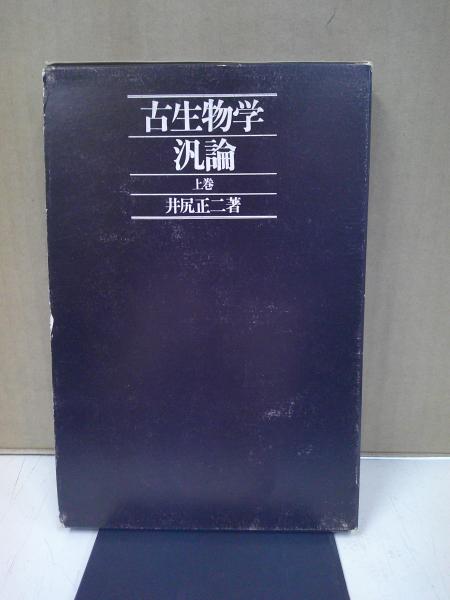 古生物学
汎論
上巻
井尻正二著